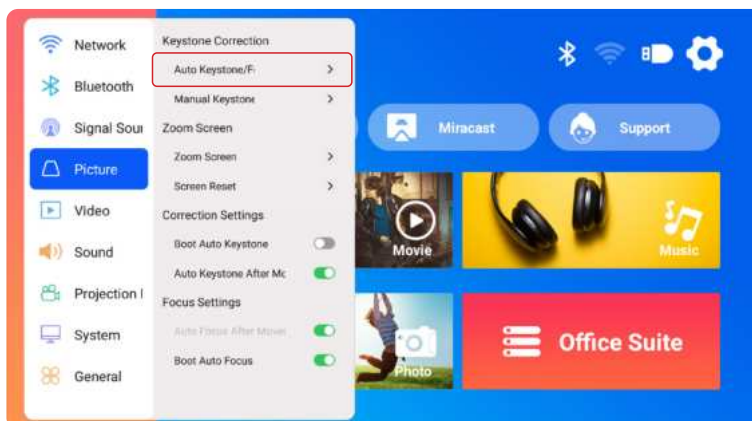 Network
Bluetooth
Signal Sour
Picture
Video
Sound
Projection I
System
General
Keystone Correction
Auto Keystone/F
Manual Keystone
Zoom Screen
Zoom Screen
Screen Reset
Correction Settings
Boot Auto Keystone
Auto Keystone After Mo
Focus Settings
Auto Focus After Move
Boot Auto Focus
Miracast
Support
Movie
Music
Photo
Office Suite